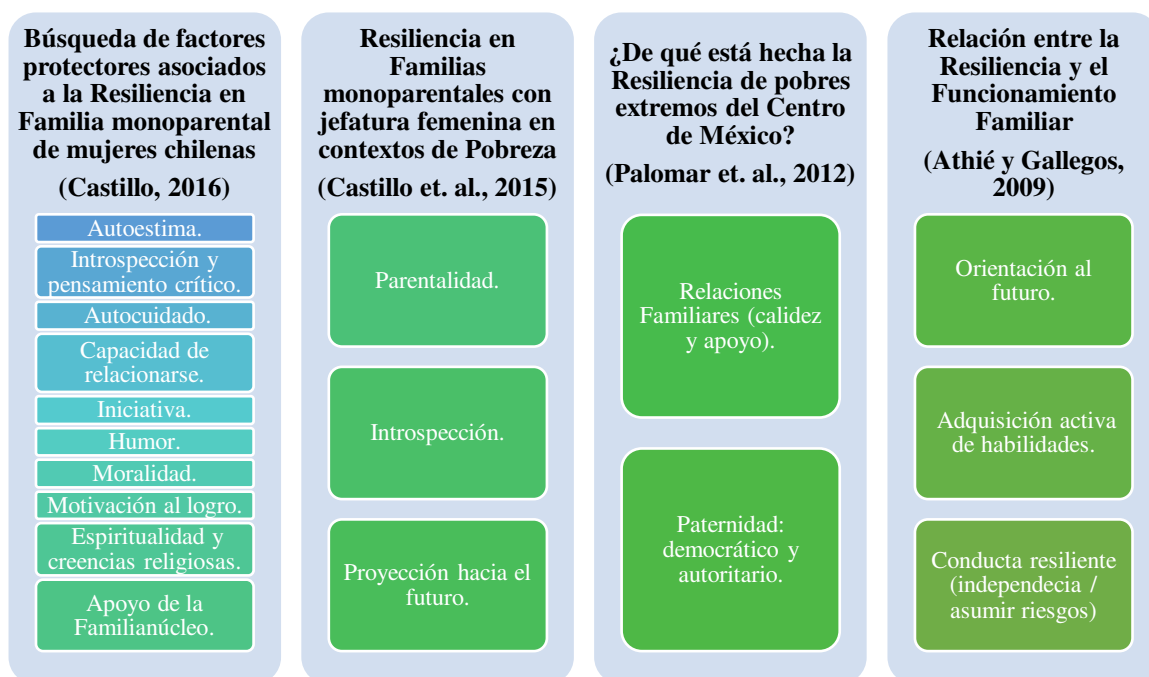 Búsqueda de factores
protectores asociados
a la Resiliencia en
Familia monoparental
de mujeres chilenas
(Castillo, 2016)
Autoestima.
Introspección y
pensamiento crítico.
Autocuidado.
Capacidad de
relacionarse.
Iniciativa.
Humor.
Moralidad.
Motivación al logro.
Espiritualidad y
creencias religiosas.
Apoyo de la
Familianúcleo.
Resiliencia en
Familias
monoparentales con
jefatura femenina en
contextos de Pobreza
(Castillo et. al., 2015)
Parentalidad.
Introspección.
Proyección hacia el
futuro.
¿De qué está hecha la
Resiliencia de pobres
extremos del Centro
de México?
(Palomar et. al., 2012)
Relaciones
Familiares (calidez
y apoyo).
Paternidad:
democrático y
autoritario.
Relación entre la
Resiliencia y el
Funcionamiento
Familiar
(Athié y Gallegos,
2009)
Orientación al
futuro.
Adquisición activa
de habilidades.
Conducta resiliente
(independecia /
asumir riesgos)